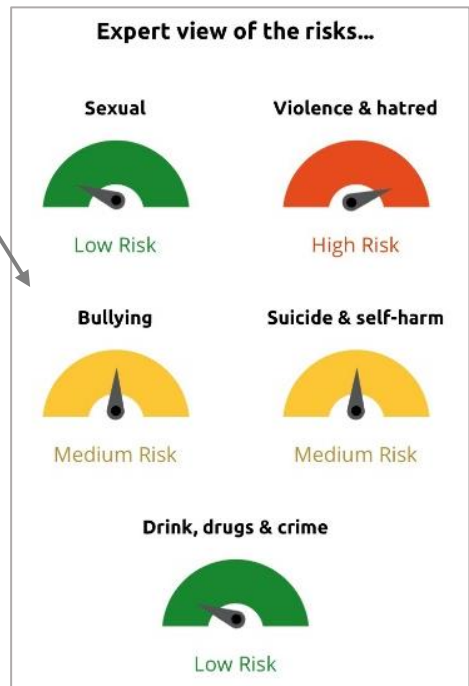 Expert view of the risks...
Sexual
Violence & hatred
Low Risk
High Risk
Bullying
Suicide & self-harm
Medium Risk
Medium Risk
Drink, drugs & crime
Low Risk